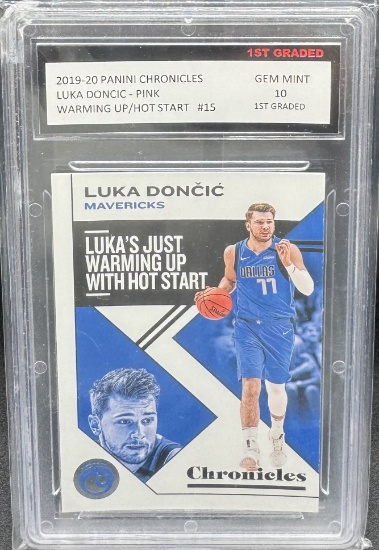 1ST GRADED
2019-20 PANINI CHRONICLES
GEM MINT
LUKA DONCIC - PINK
10
WARMING UP/HOT START #15
1ST GRADED
LUKA DONČIĆ
MAVERICKS
LUKA'S JUST
WARMING UP
WITH HOT START
DALLAS
77
Chronicles